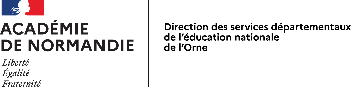 ACADÉMIE
DE NORMANDIE
Liberté
Égalité
Fraternité
Direction des services départementaux
de l'éducation nationale
de l'Orne